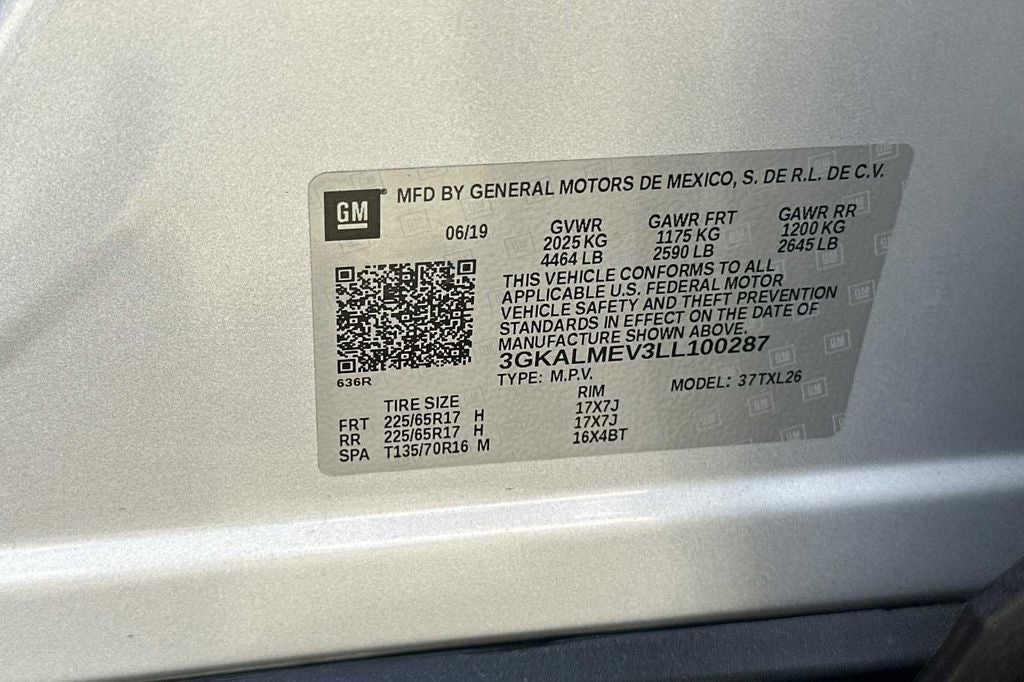 GM
MFD BY GENERAL MOTORS DE MEXICO, S. DE R.L. DE C.V.
06/19 GVWR GAWR FRT GAWR RR
2025 KG 1175 KG 1200 KG
4464 LB 2590 LB 2645 LB
THIS VEHICLE CONFORMS TO ALL
APPLICABLE U.S. FEDERAL MOTOR
VEHICLE SAFETY AND THEFT PREVENTION
STANDARDS IN EFFECT ON THE DATE OF
MANUFACTURE SHOWN ABOVE.
3GKALMEV3LL100287
TYPE: M.P.V. MODEL: 37TXL26
636R
TIRE SIZE RIM
FRT 225/65R17 H 17X7J
RR 225/65R17 H 17X7J
SPA T135/70R16 M 16X4BT